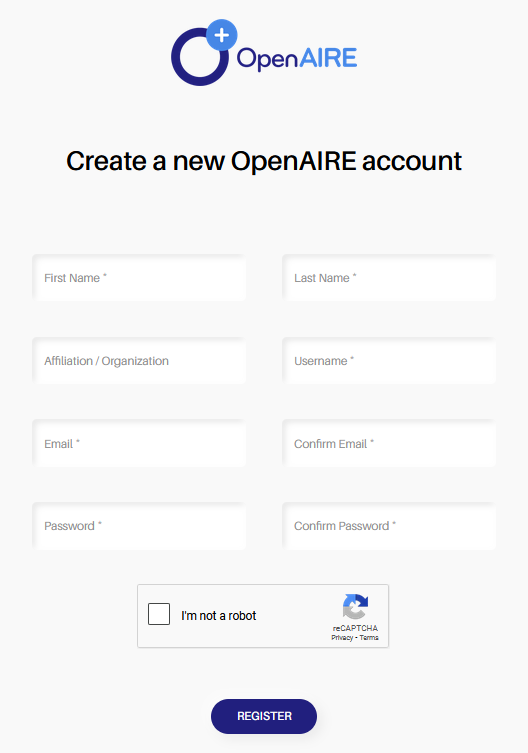 OpenAIRE
Create a new OpenAIRE account
First Name *
Last Name *
Affiliation / Organization
Username *
Email *
Confirm Email *
Password *
Confirm Password *
I'm not a robot
reCAPTCHA
Privacy - Terms
REGISTER